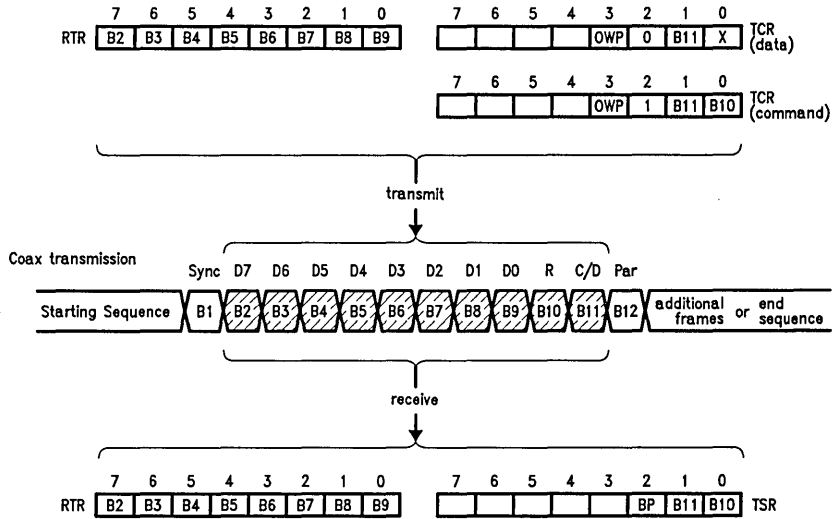 7 6 5 4 3 2 1 0 7 6 5 4 3 2 1 0
RTR B2 B3 B4 B5 B6 B7 B8 B9 OWP 0 B11 X TCR (data)
7 6 5 4 3 2 1 0
OWP 1 B11 B10 TCR (command)
transmit
Coax transmission
Sync D7 D6 D5 D4 D3 D2 D1 D0 R C/D Par
Starting Sequence B1 B2 B3 B4 B5 B6 B7 B8 B9 B10 B11 B12 additional frames or end sequence
receive
7 6 5 4 3 2 1 0 7 6 5 4 3 2 1 0
RTR B2 B3 B4 B5 B6 B7 B8 B9 BP B11 B10 TSR